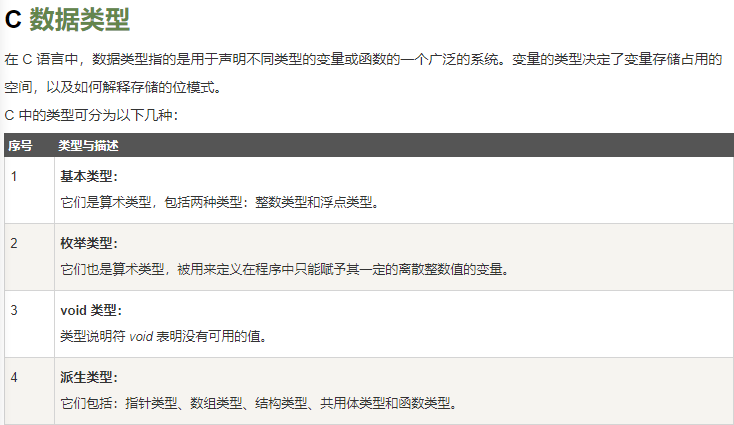 C 数据类型
在 C 语言中，数据类型指的是用于声明不同类型的变量或函数的一个广泛的系统。变量的类型决定了变量存储占用的
空间，以及如何解释存储的位模式。
C 中的类型可分为以下几种：
序号 类型与描述
1 基本类型：
它们是算术类型，包括两种类型：整数类型和浮点类型。
2 枚举类型：
它们也是算术类型，被用来定义在程序中只能赋予其一定的离散整数值的变量。
3 void 类型：
类型说明符 void 表明没有可用的值。
4 派生类型：
它们包括：指针类型、数组类型、结构类型、共用体类型和函数类型。